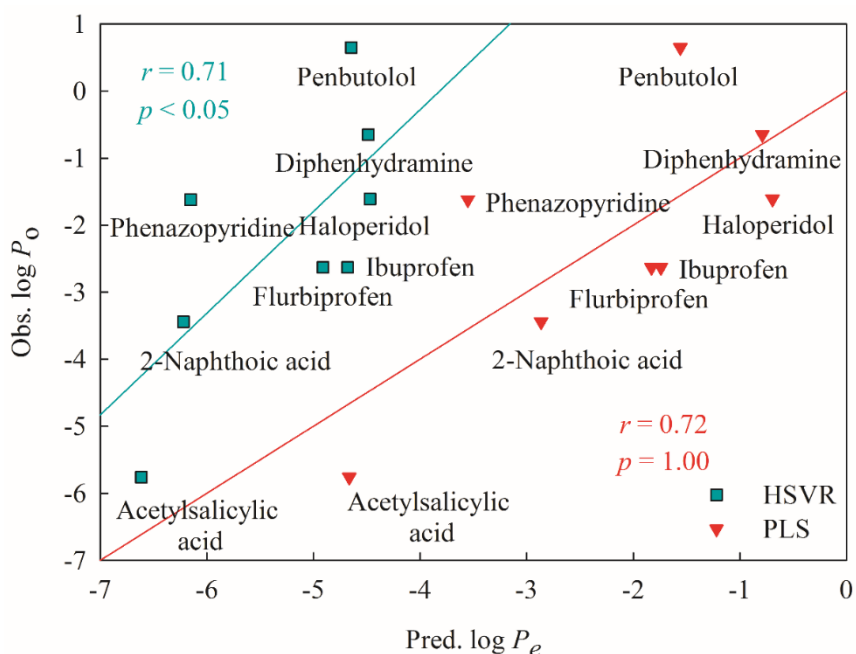 1
0
-1
-2
-3
-4
-5
-6
-7
Obs. log Po
r = 0.71
p < 0.05
Penbutolol
Penbutolol
Diphenhydramine
Diphenhydramine
Phenazopyridine
Haloperidol
Phenazopyridine
Haloperidol
Ibuprofen
Flurbiprofen
Ibuprofen
Flurbiprofen
2-Naphthoic acid
2-Naphthoic acid
r = 0.72
p = 1.00
Acetylsalicylic
acid
Acetylsalicylic
acid
HSVR
PLS
-7 -6 -5 -4 -3 -2 -1 0
Pred. log Pe